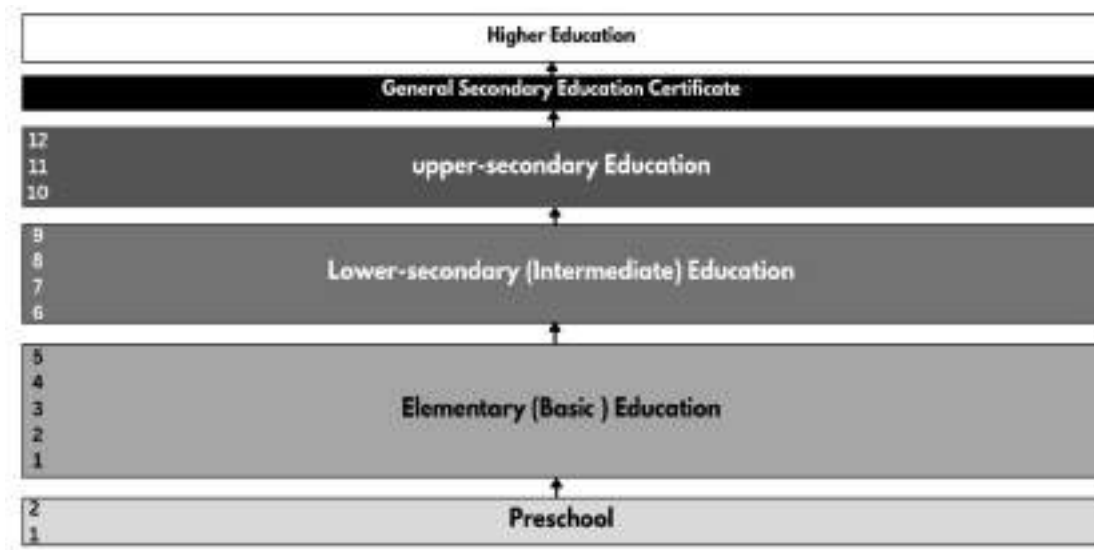 Higher Education
General Secondary Education Certificate
12
11
upper-secondary Education
10
9
8
Lower-secondary (Intermediate) Education
7
6
5
4
3
Elementary (Basic ) Education
2
1
2
Preschool
1